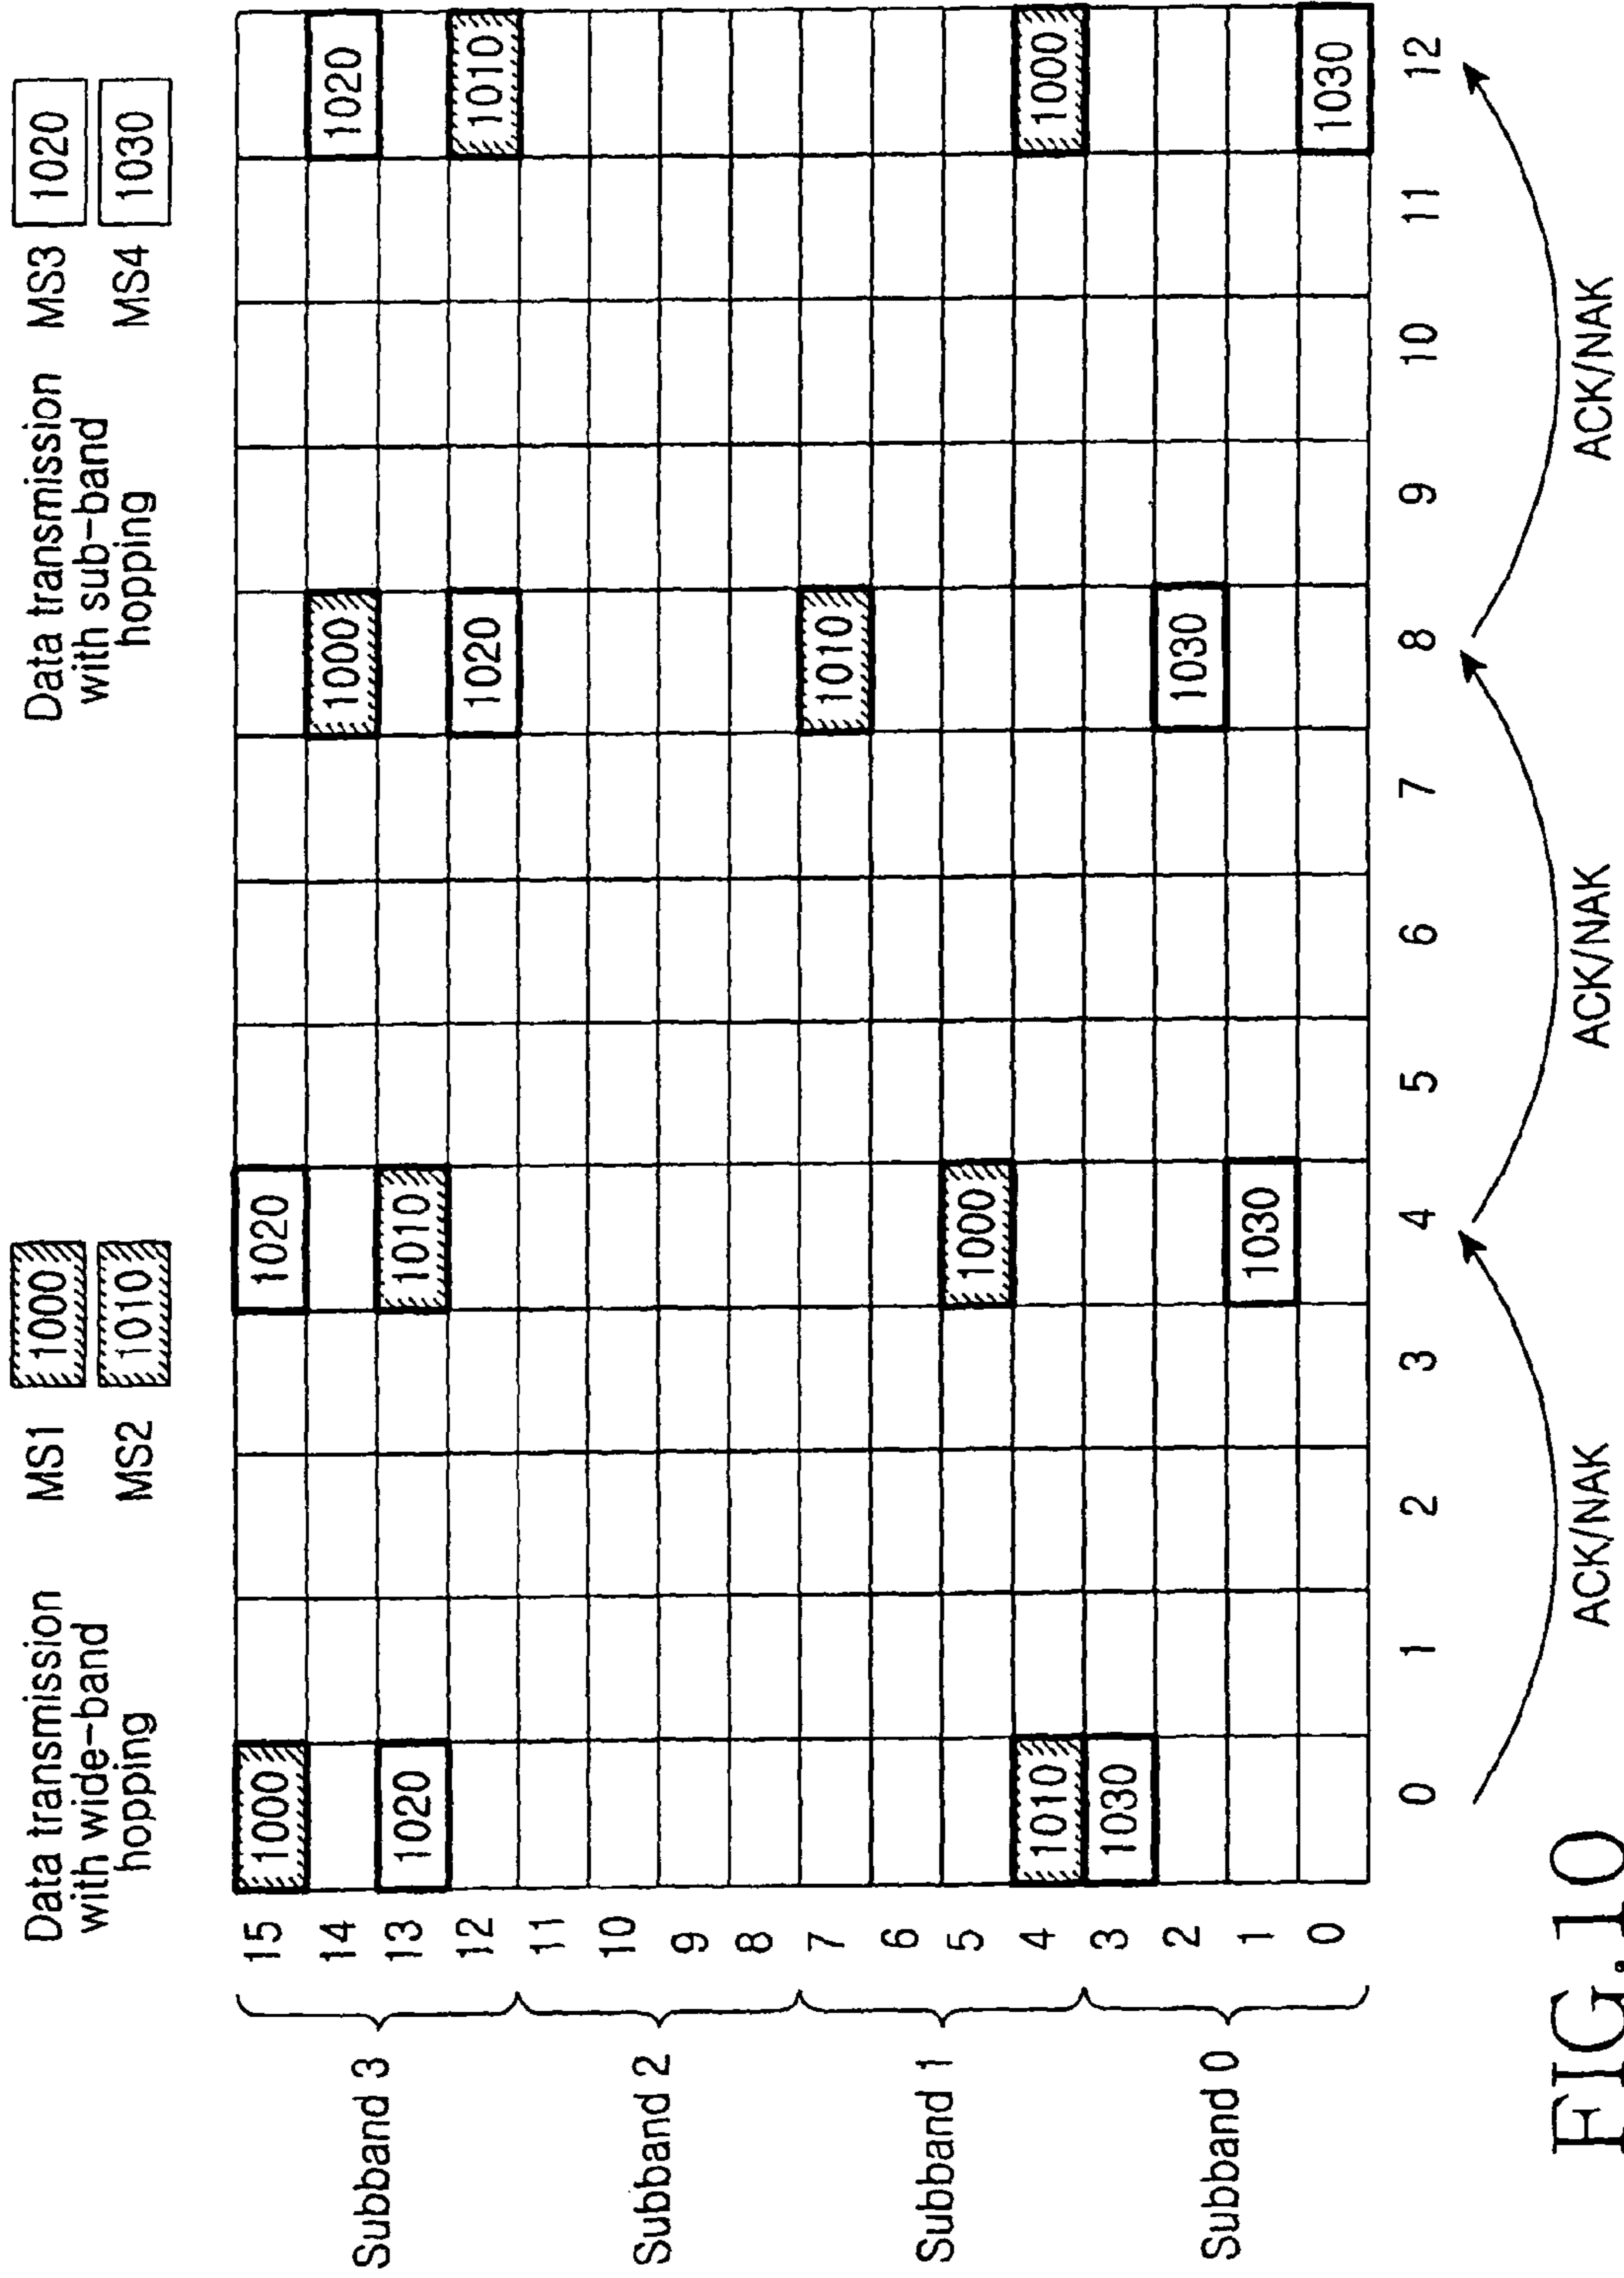 Data transmission
with wide-band
hopping
MS1 1000
MS2 1010
Data transmission
with sub-band
hopping
MS3 1020
MS4 1030
Subband 3
Subband 2
Subband 1
Subband 0
15 1000 1020
14 1000 1020
13 1020 1010
12 1020 1010
11
10
9
8
7 1010
6
5 1000
4 1010 1000
3 1030
2 1030
1 1030
0 1030
0 1 2 3 4 5 6 7 8 9 10 11 12
ACK/NAK ACK/NAK ACK/NAK
FIG.10